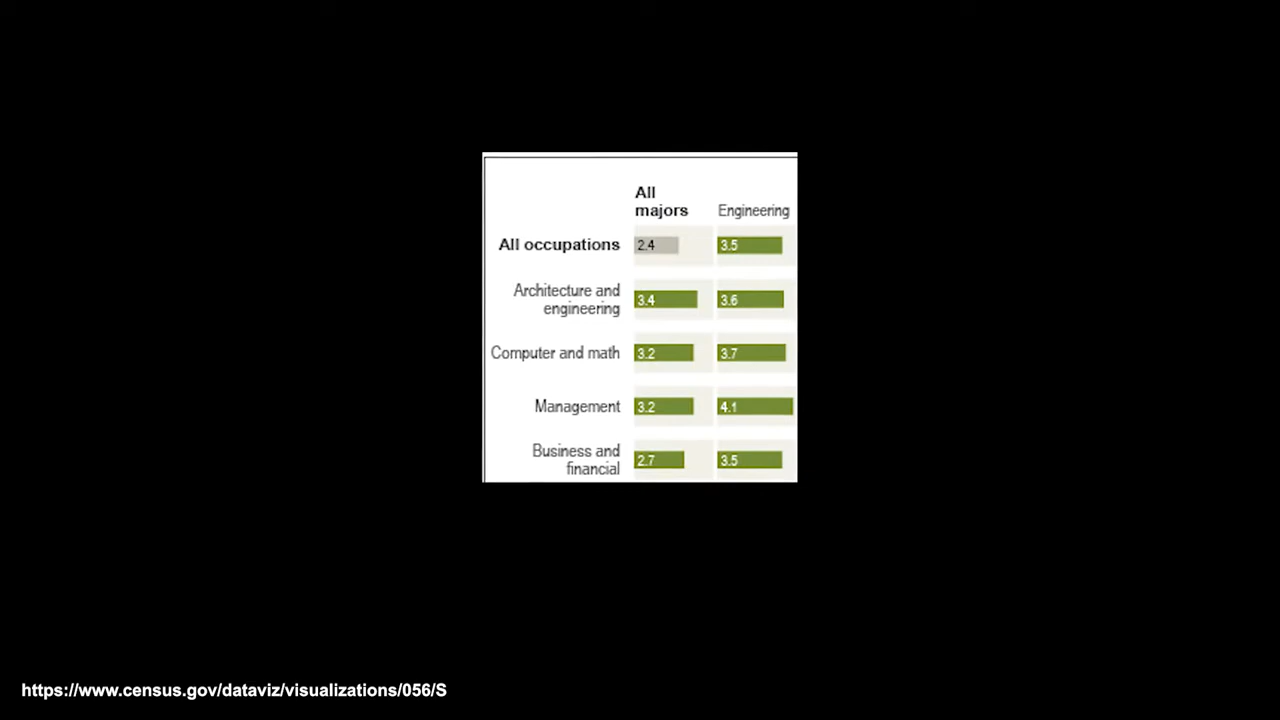 All
majors Engineering
All occupations 2.4 3.5
Architecture and
engineering 3.4 3.6
Computer and math 3.2 3.7
Management 3.2 4.1
Business and
financial 2.7 3.5
https://www.census.gov/dataviz/visualizations/056/S